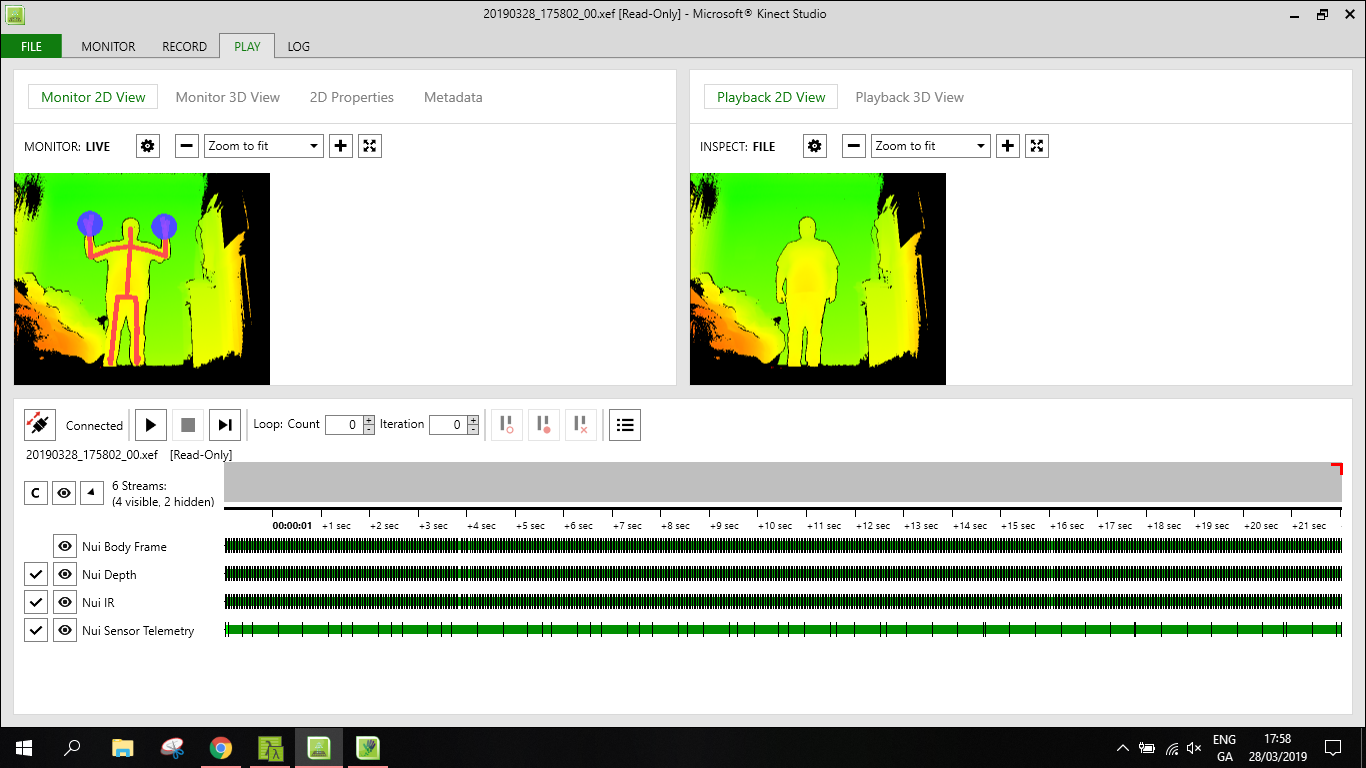 20190328_175802_00.xef [Read-Only] - Microsoft® Kinect Studio
FILE MONITOR RECORD PLAY LOG
Monitor 2D View Monitor 3D View 2D Properties Metadata
Playback 2D View Playback 3D View
MONITOR: LIVE Zoom to fit
INSPECT: FILE Zoom to fit
Connected Loop: Count 0 Iteration 0
20190328_175802_00.xef [Read-Only]
C 6 Streams:
(4 visible, 2 hidden)
00:00:01 +1 sec +2 sec +3 sec +4 sec +5 sec +6 sec +7 sec +8 sec +9 sec +10 sec +11 sec +12 sec +13 sec +14 sec +15 sec +16 sec +17 sec +18 sec +19 sec +20 sec +21 sec
Nui Body Frame
Nui Depth
Nui IR
Nui Sensor Telemetry
ENG 17:58
GA 28/03/2019